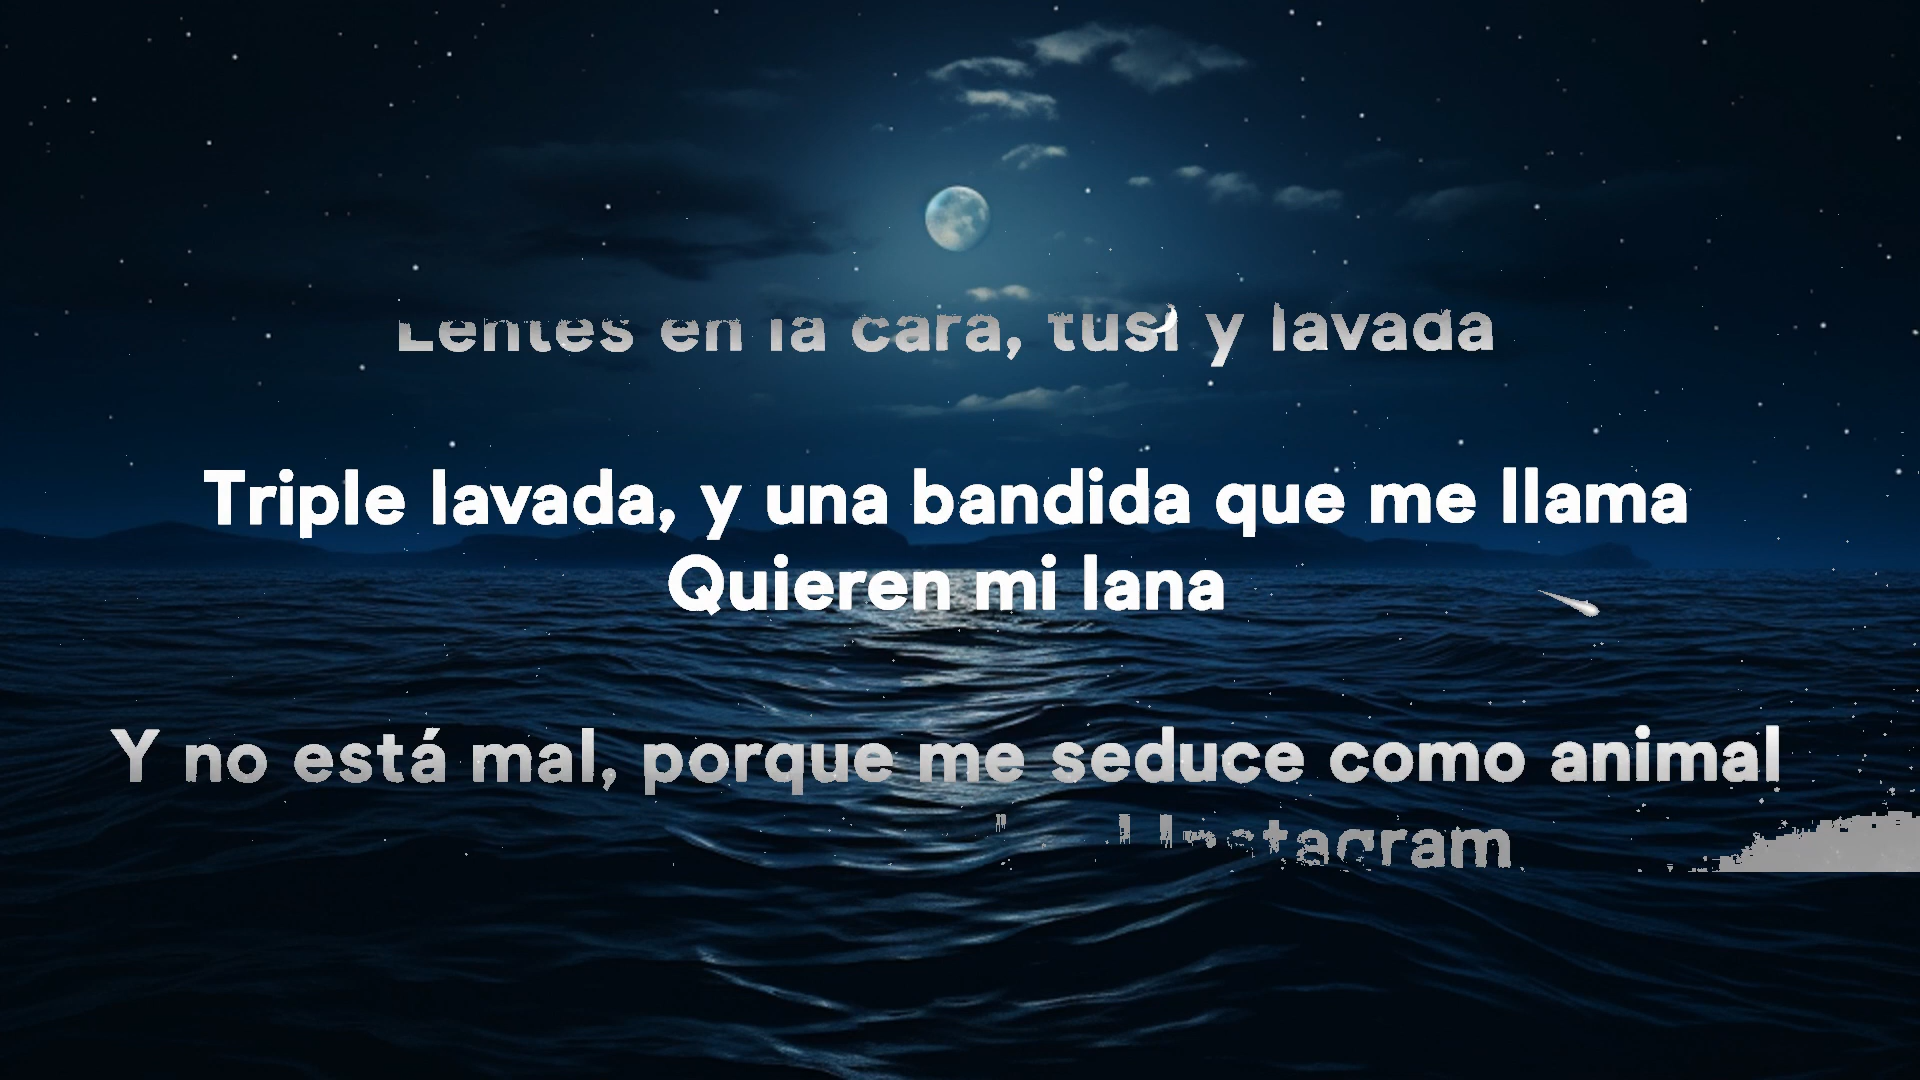 Lentes en la cara, tusi y lavada
Triple lavada, y una bandida que me llama
Quieren mi lana
Y no está mal, porque me seduce como animal
Instagram